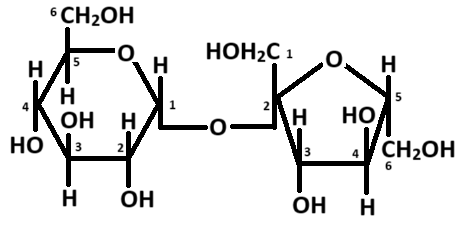 6 CH₂OH
HOH₂C 1 O
O H H
H 5
H 1 2 5
4 H H HO
OH H O
HO 3 2 3 4 CH₂OH
6
H OH OH H